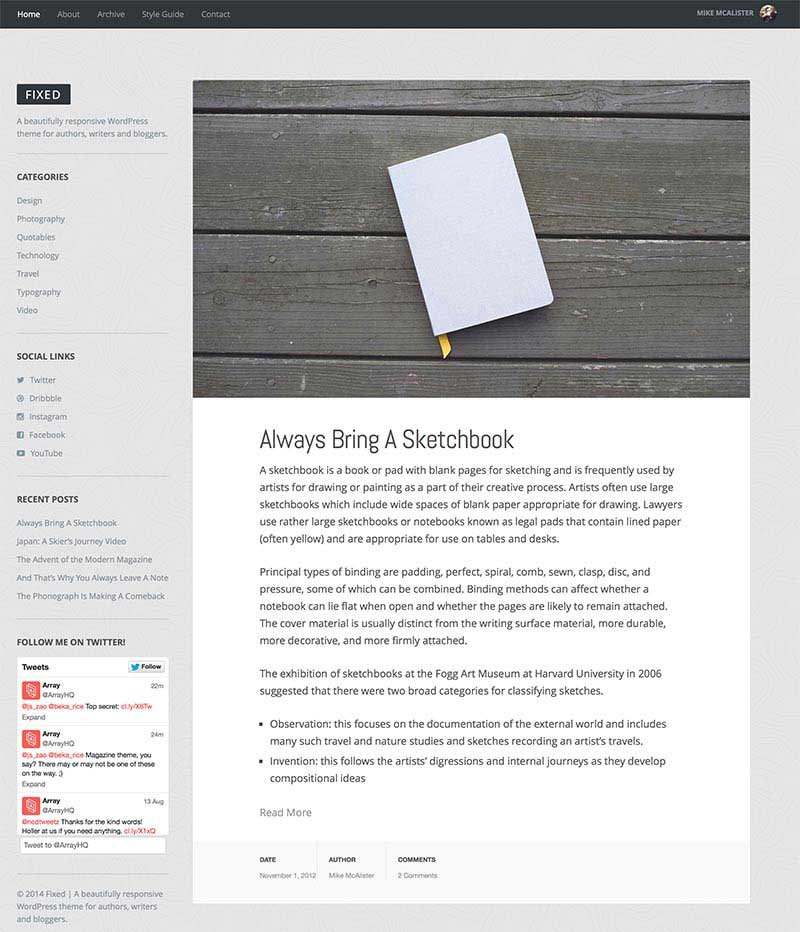 Home About Archive Style Guide Contact
MIKE MCALISTER
FIXED
A beautifully responsive WordPress
theme for authors, writers and bloggers.
CATEGORIES
Design
Photography
Quotables
Technology
Travel
Typography
Video
SOCIAL LINKS
Twitter
Dribbble
Instagram
Facebook
YouTube
RECENT POSTS
Always Bring A Sketchbook
Japan: A Skier's Journey Video
The Advent of the Modern Magazine
And That's Why You Always Leave A Note
The Phonograph Is Making A Comeback
FOLLOW ME ON TWITTER!
Tweets
Follow
Array 22m
@ArrayHQ
@js_zao @beka_rice Top secret: cl.ly/X6Tw
Expand
Array 24m
@ArrayHQ
@js_zao @beka_rice Magazine theme, you
say? There may or may not be one of these
on the way. ;)
Expand
Array 13 Aug
@ArrayHQ
@ncdtweetz Thanks for the kind words!
Holler at us if you need anything. cl.ly/X1xQ
Tweet to @ArrayHQ
© 2014 Fixed | A beautifully responsive
WordPress theme for authors, writers
and bloggers.
Always Bring A Sketchbook
A sketchbook is a book or pad with blank pages for sketching and is frequently used by
artists for drawing or painting as a part of their creative process. Artists often use large
sketchbooks which include wide spaces of blank paper appropriate for drawing. Lawyers
use rather large sketchbooks or notebooks known as legal pads that contain lined paper
(often yellow) and are appropriate for use on tables and desks.
Principal types of binding are padding, perfect, spiral, comb, sewn, clasp, disc, and
pressure, some of which can be combined. Binding methods can affect whether a
notebook can lie flat when open and whether the pages are likely to remain attached.
The cover material is usually distinct from the writing surface material, more durable,
more decorative, and more firmly attached.
The exhibition of sketchbooks at the Fogg Art Museum at Harvard University in 2006
suggested that there were two broad categories for classifying sketches.
Observation: this focuses on the documentation of the external world and includes
many such travel and nature studies and sketches recording an artist's travels.
Invention: this follows the artists' digressions and internal journeys as they develop
compositional ideas
Read More
DATE AUTHOR COMMENTS
November 1, 2012 Mike McAlister 2 Comments